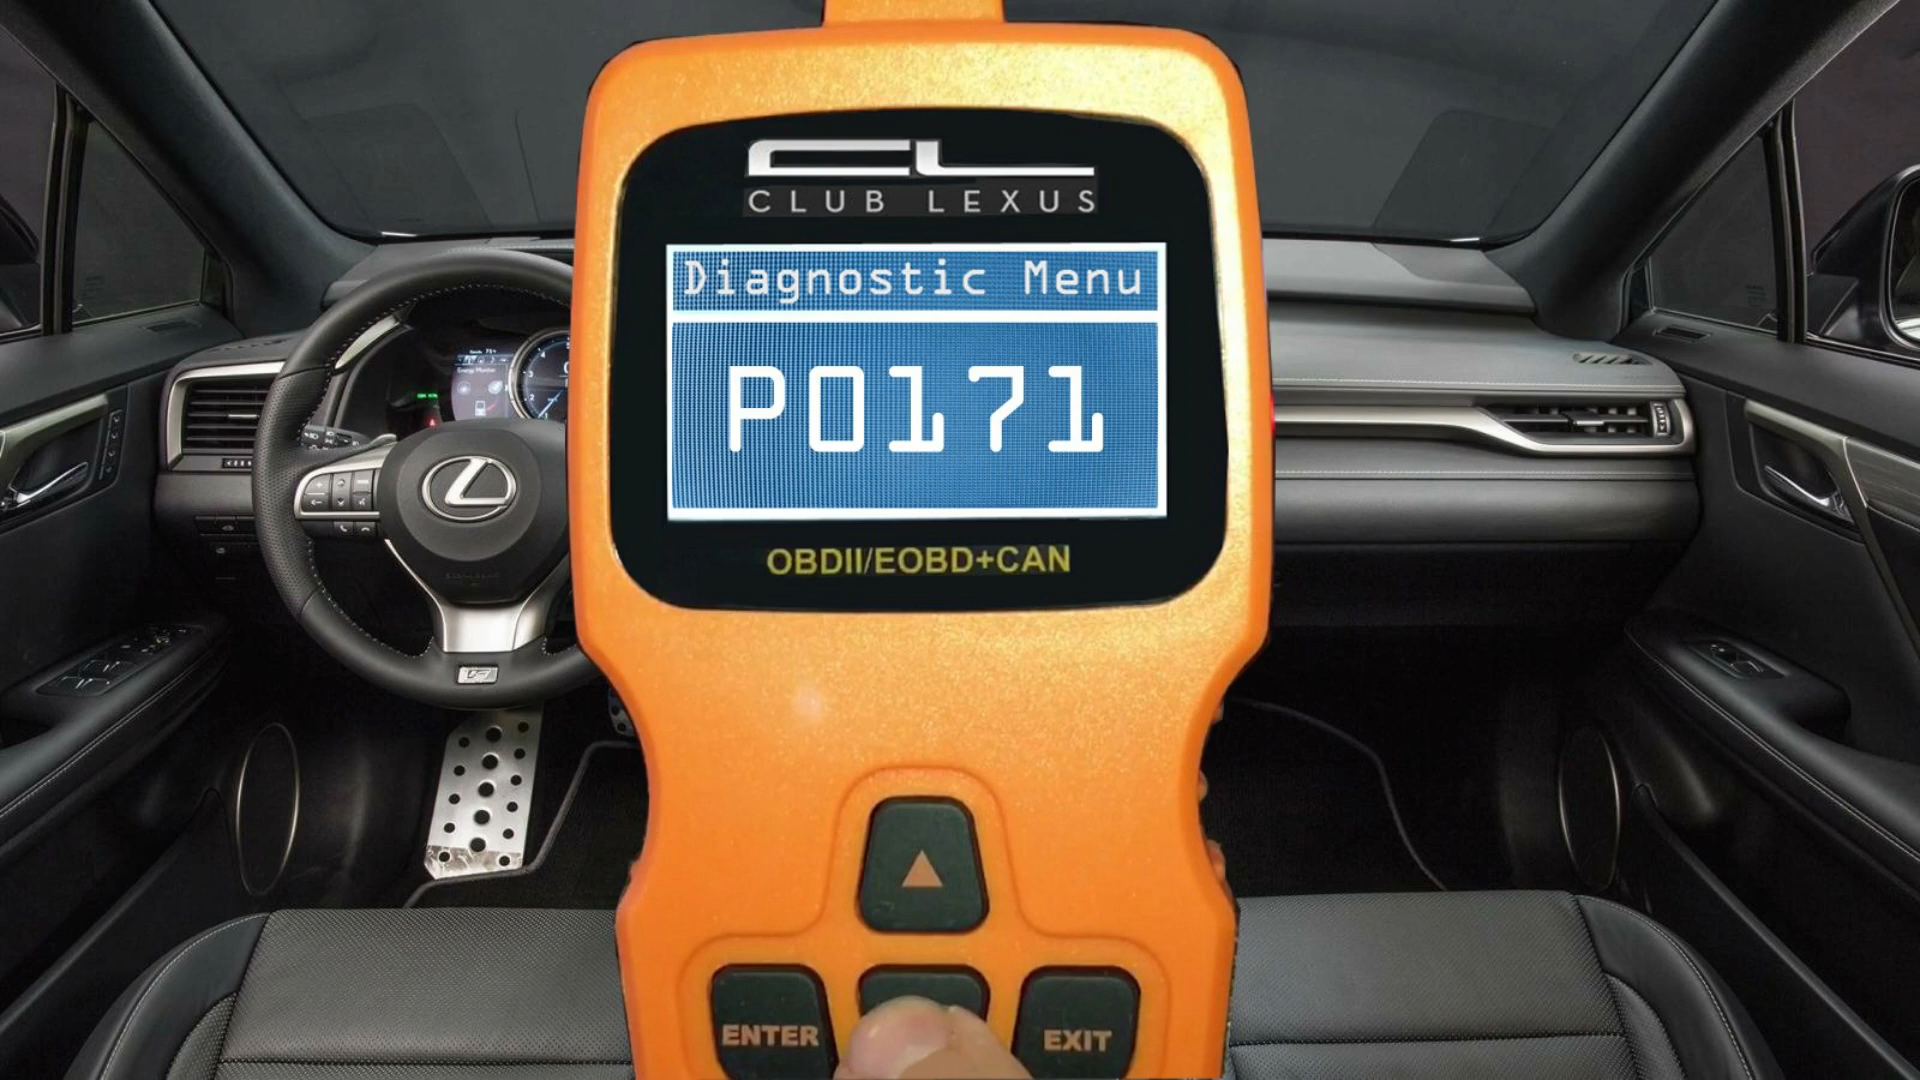 CL
CLUB LEXUS
Diagnostic Menu
P0171
OBDII/EOBD+CAN
ENTER
EXIT